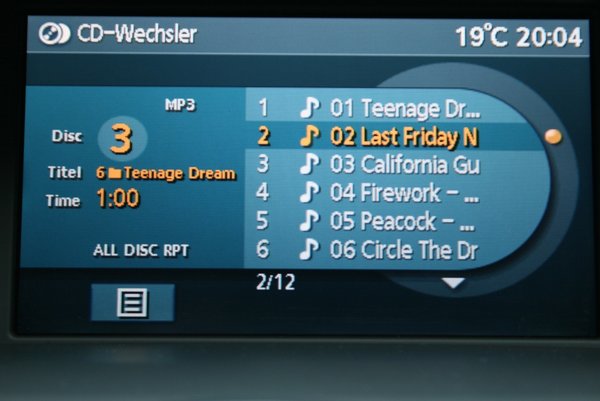 CD-Wechsler 19°C 20:04
MP3
Disc 3
Titel 6 Teenage Dream
Time 1:00
ALL DISC RPT
1 01 Teenage Dr...
2 02 Last Friday N
3 03 California Gu
4 04 Firework - ...
5 05 Peacock - ...
6 06 Circle The Dr
2/12